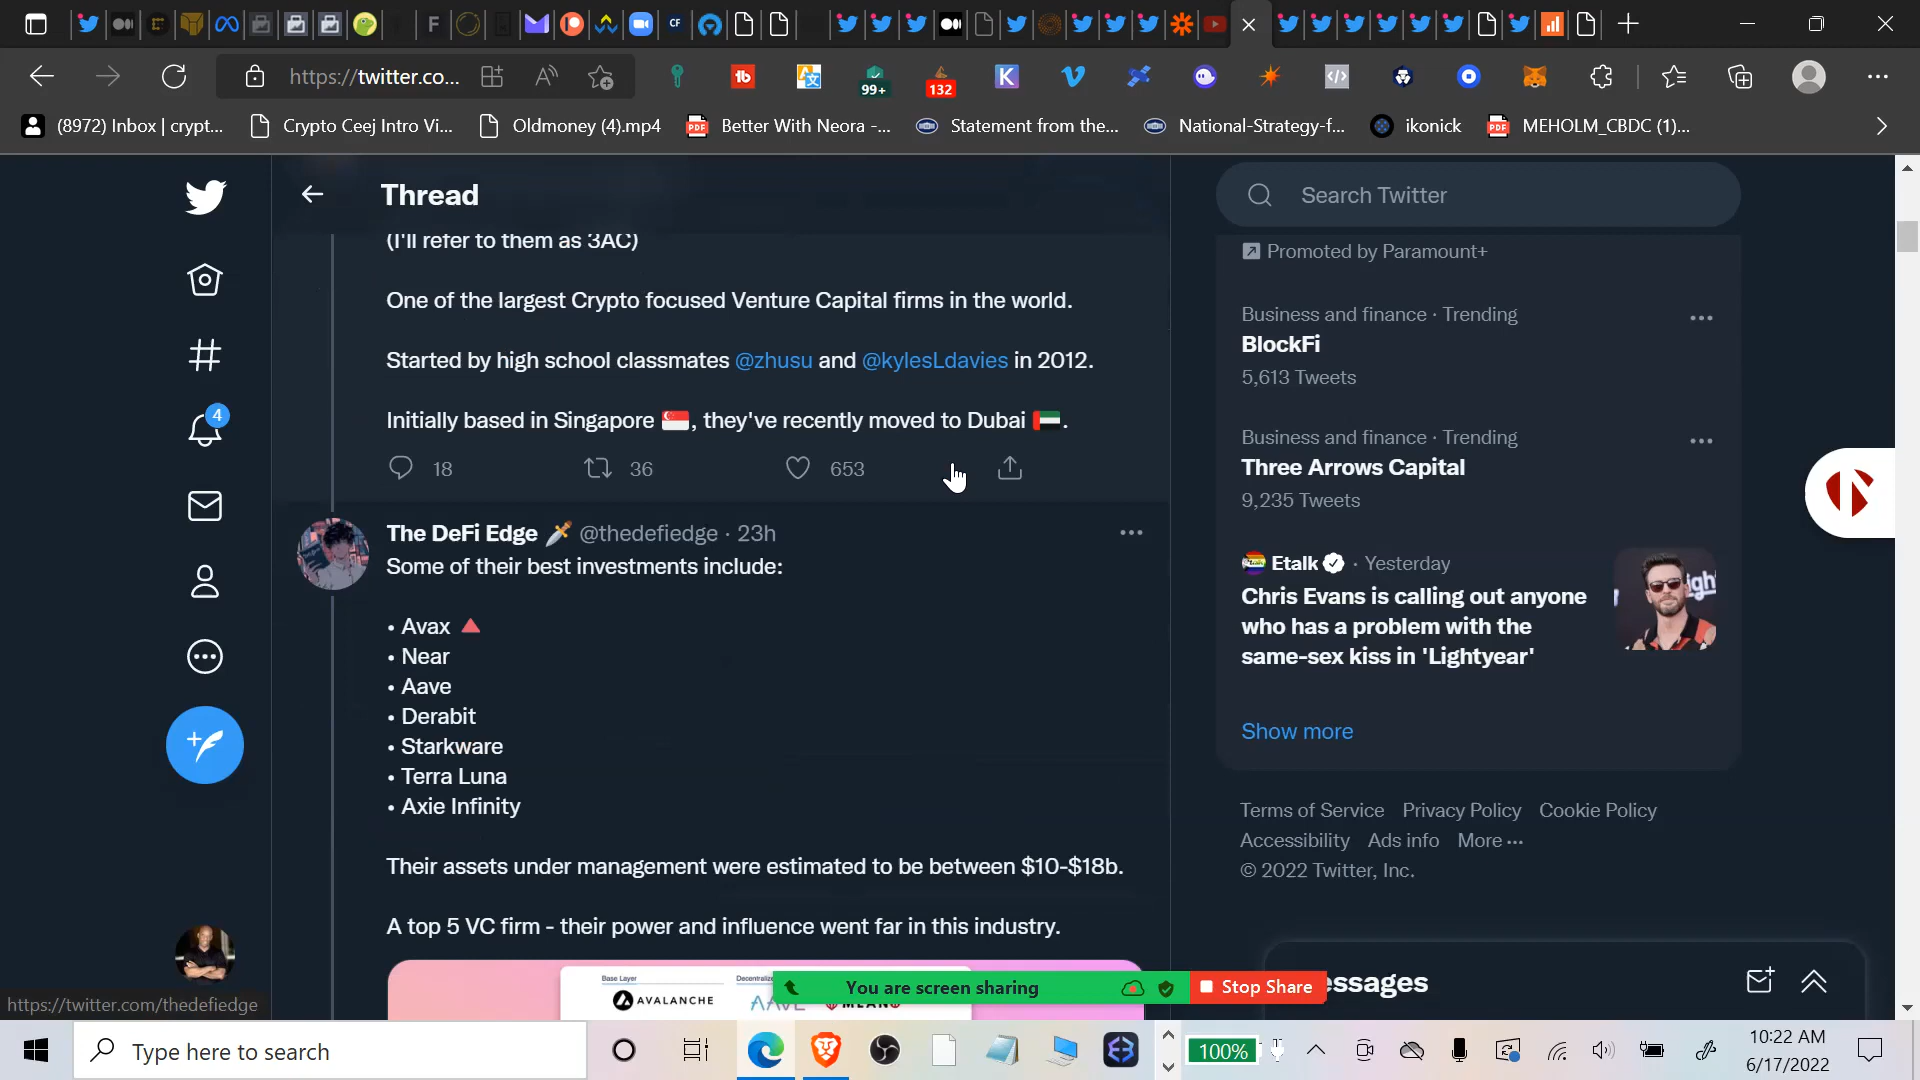 https://twitter.co...
99+
132
(8972) Inbox | crypt...
Crypto Ceej Intro Vi...
Oldmoney (4).mp4
Better With Neora -...
Statement from the...
National-Strategy-f...
ikonick
MEHOLM_CBDC (1)...
Thread
Search Twitter
(I'll refer to them as 3AC)
One of the largest Crypto focused Venture Capital firms in the world.
Started by high school classmates @zhusu and @kylesLdavies in 2012.
Initially based in Singapore 🇸🇬, they've recently moved to Dubai 🇦🇪.
18
36
653
4
The DeFi Edge 🗡️ @thedefiedge · 23h
Some of their best investments include:
• Avax 🔺
• Near
• Aave
• Derabit
• Starkware
• Terra Luna
• Axie Infinity
Their assets under management were estimated to be between $10-$18b.
A top 5 VC firm - their power and influence went far in this industry.
Base Layer
AVALANCHE
AAVE
Promoted by Paramount+
Business and finance · Trending
BlockFi
5,613 Tweets
Business and finance · Trending
Three Arrows Capital
9,235 Tweets
Etalk · Yesterday
Chris Evans is calling out anyone
who has a problem with the
same-sex kiss in 'Lightyear'
Show more
Terms of Service Privacy Policy Cookie Policy
Accessibility Ads info More ···
© 2022 Twitter, Inc.
You are screen sharing
Stop Share
essages
https://twitter.com/thedefiedge
Type here to search
100%
10:22 AM
6/17/2022